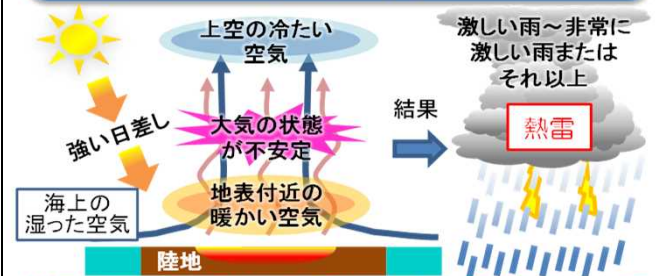 上空の冷たい
空気
強い日差し
大気の状態
が不安定
海上の
湿った空気
地表付近の
暖かい空気
陸地
結果
激しい雨～非常に
激しい雨または
それ以上
熱雷